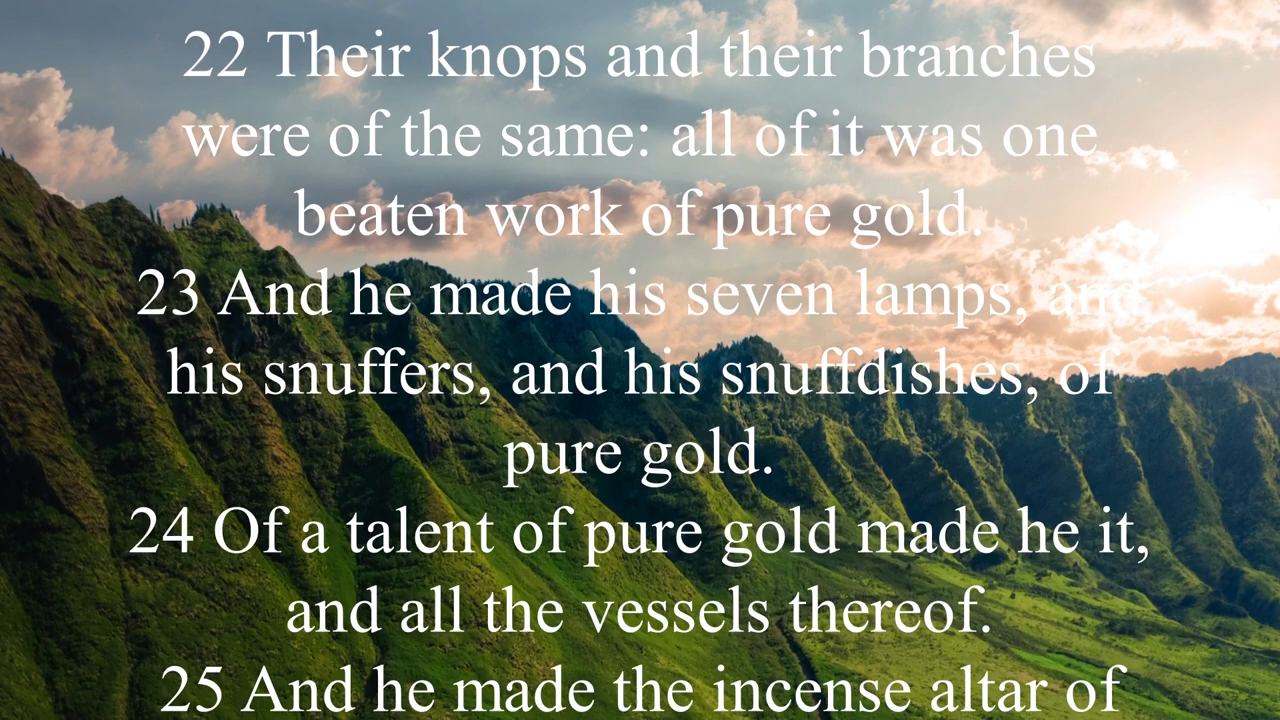 22 Their knops and their branches
were of the same: all of it was one
beaten work of pure gold.
23 And he made his seven lamps, and
his snuffers, and his snuffdishes, of
pure gold.
24 Of a talent of pure gold made he it,
and all the vessels thereof.
25 And he made the incense altar of